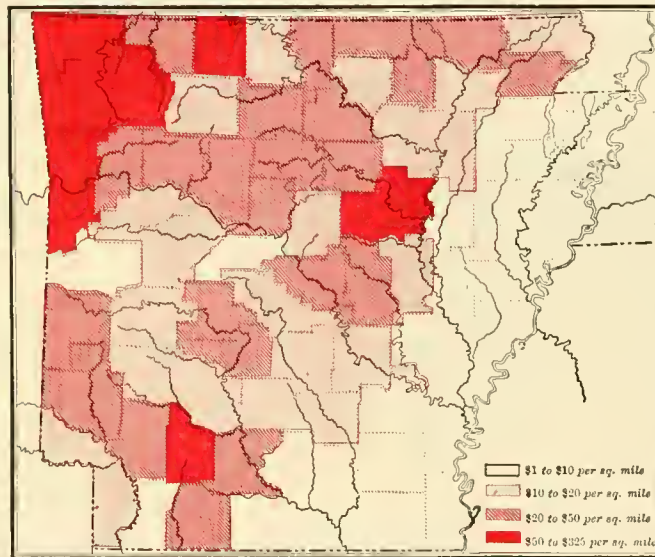 $1 to $10 per sq. mile
$10 to $20 per sq. mile
$20 to $50 per sq. mile
$50 to $325 per sq. mile